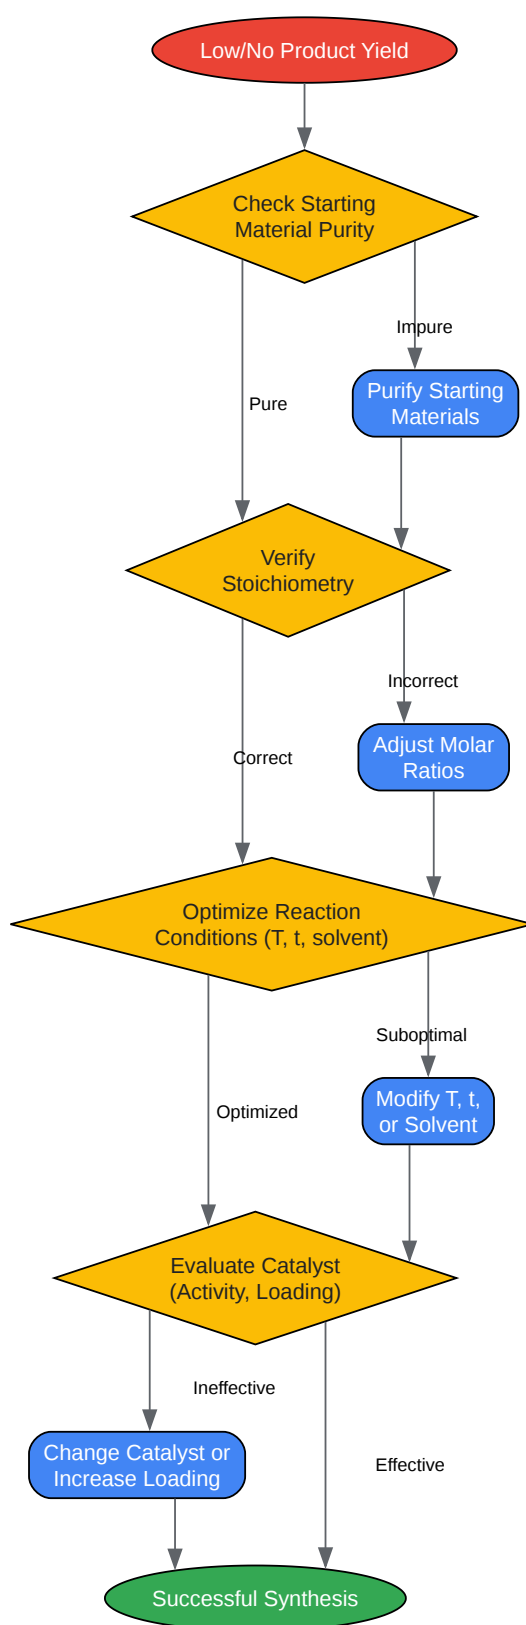 Low/No Product Yield
Check Starting
Material Purity
Impure
Purify Starting
Materials
Pure
Verify
Stoichiometry
Incorrect
Adjust Molar
Ratios
Correct
Optimize Reaction
Conditions (T, t, solvent)
Suboptimal
Modify T, t,
or Solvent
Optimized
Evaluate Catalyst
(Activity, Loading)
Ineffective
Change Catalyst or
Increase Loading
Effective
Successful Synthesis